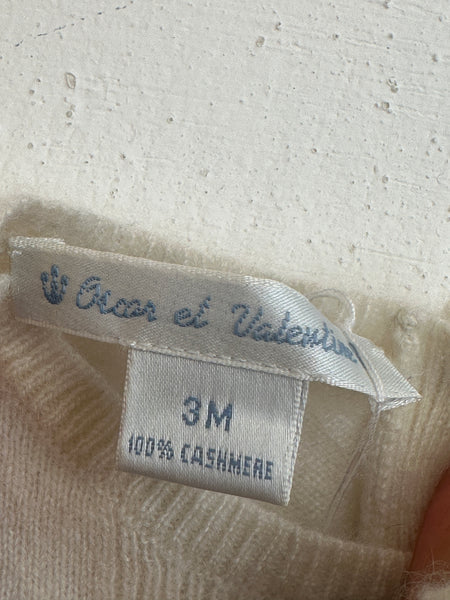 Oscar et Valentine
3M
100% CASHMERE